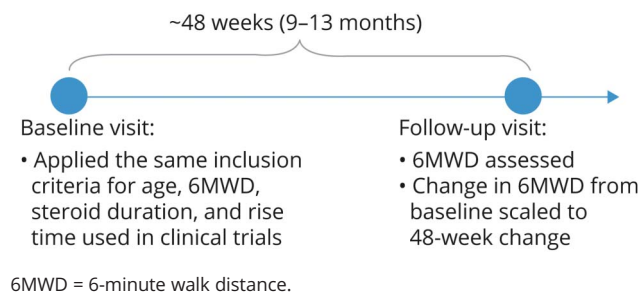 ~48 weeks (9–13 months)
Baseline visit:
• Applied the same inclusion
criteria for age, 6MWD,
steroid duration, and rise
time used in clinical trials
Follow-up visit:
• 6MWD assessed
• Change in 6MWD from
baseline scaled to
48-week change
6MWD = 6-minute walk distance.